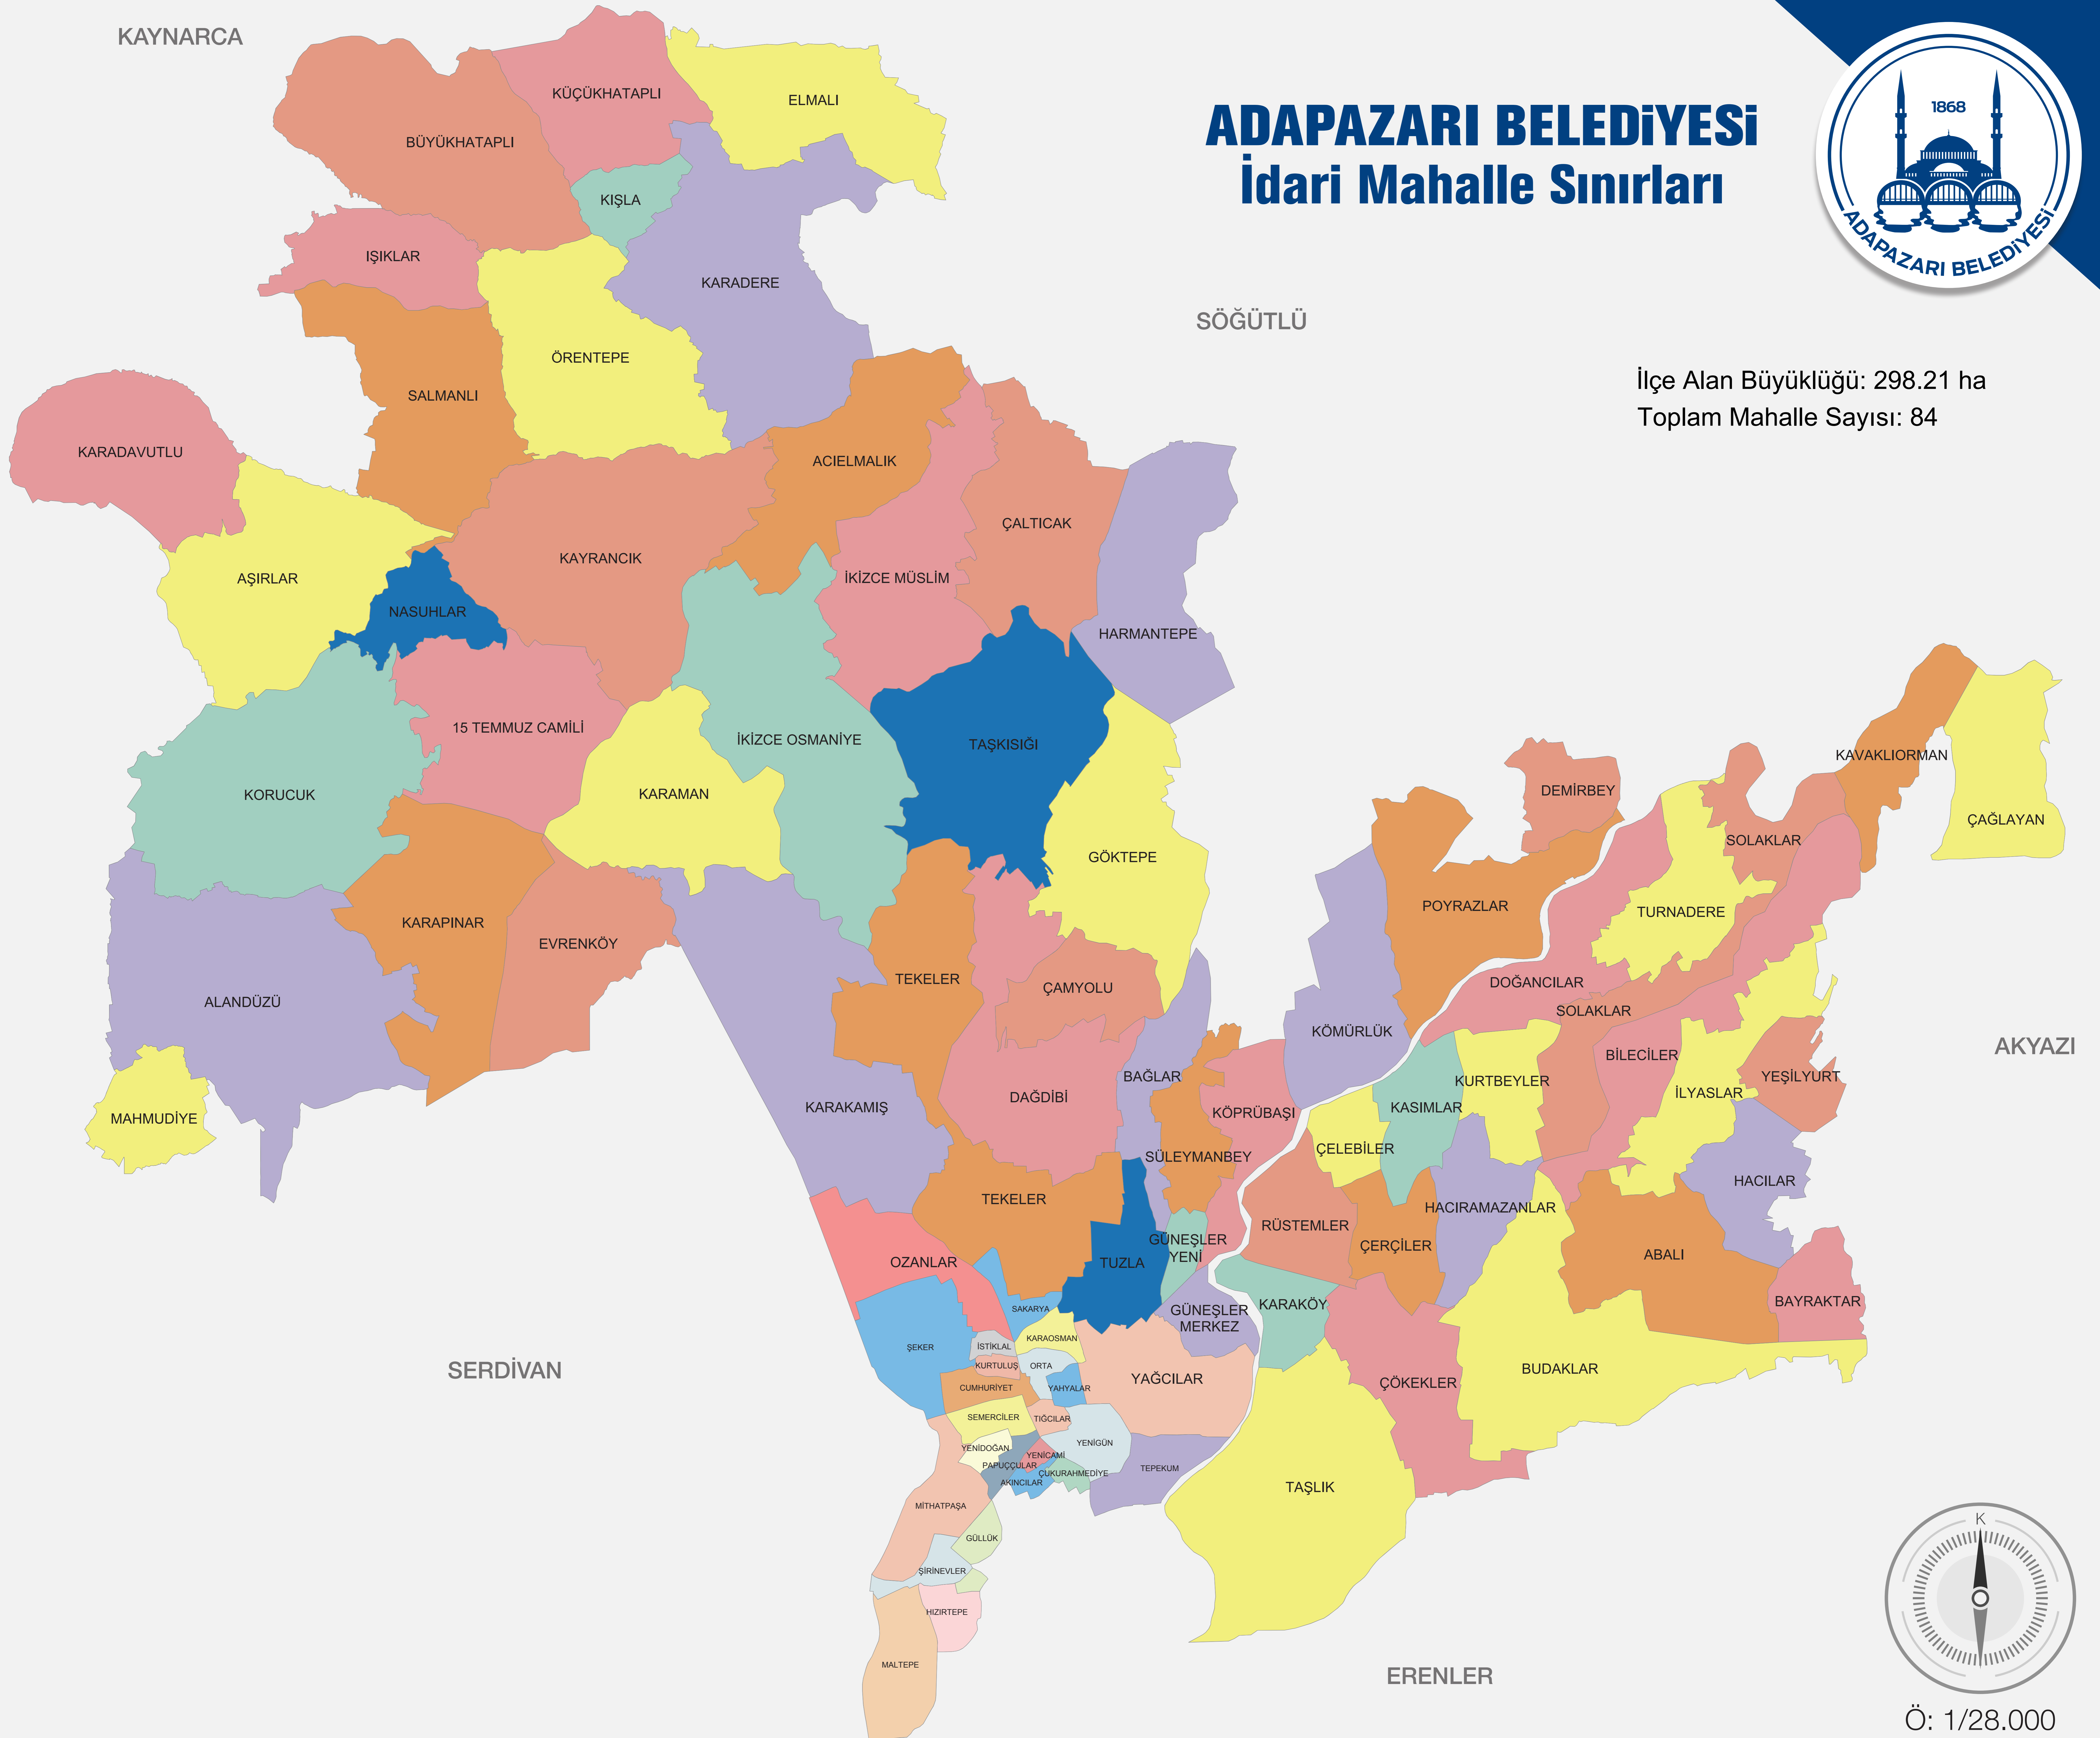 KAYNARCA
ADAPAZARI BELEDİYESİ
İdari Mahalle Sınırları
1868
ADAPAZARI BELEDİYESİ
KÜÇÜKHATAPLI
ELMALI
BÜYÜKHATAPLI
KIŞLA
IŞIKLAR
KARADERE
SÖĞÜTLÜ
ÖRENTEPE
İlçe Alan Büyüklüğü: 298.21 ha
Toplam Mahalle Sayısı: 84
SALMANLI
KARADAVUTLU
ACIELMALIK
ÇALTICAK
KAYRANCIK
AŞIRLAR
İKİZCE MÜSLİM
NASUHLAR
HARMANTEPE
15 TEMMUZ CAMİLİ
İKİZCE OSMANİYE
TAŞKISIĞI
KAVAKLIORMAN
KORUCUK
KARAMAN
DEMİRBEY
ÇAĞLAYAN
SOLAKLAR
GÖKTEPE
POYRAZLAR
TURNADERE
KARAPINAR
EVRENKÖY
TEKELER
ÇAMYOLU
DOĞANCILAR
ALANDÜZÜ
SOLAKLAR
KÖMÜRLÜK
AKYAZI
BİLECİLER
BAĞLAR
YEŞİLYURT
KURTBEYLER
İLYASLAR
DAĞDİBİ
KARAKAMIŞ
KASIMLAR
KÖPRÜBAŞI
MAHMUDİYE
ÇELEBİLER
SÜLEYMANBEY
HACILAR
TEKELER
HACIRAMAZANLAR
RÜSTEMLER
GÜNEŞLER
YENİ
ÇERÇİLER
ABALI
OZANLAR
TUZLA
BAYRAKTAR
KARAKÖY
SAKARYA
GÜNEŞLER
MERKEZ
KARAOSMAN
ŞEKER
İSTİKLAL
KURTULUŞ
ORTA
SERDİVAN
BUDAKLAR
YAĞCILAR
ÇÖKEKLER
CUMHURİYET
YAHYALAR
SEMERCİLER
TIĞCILAR
YENİGÜN
YENİDOĞAN
YENİCAMİ
PAPUÇÇULAR
TEPEKUM
ÇUKURAHMEDİYE
AKINCILAR
TAŞLIK
MİTHATPAŞA
K
GÜLLÜK
ŞİRİNEVLER
HIZIRTEPE
MALTEPE
ERENLER
Ö: 1/28.000